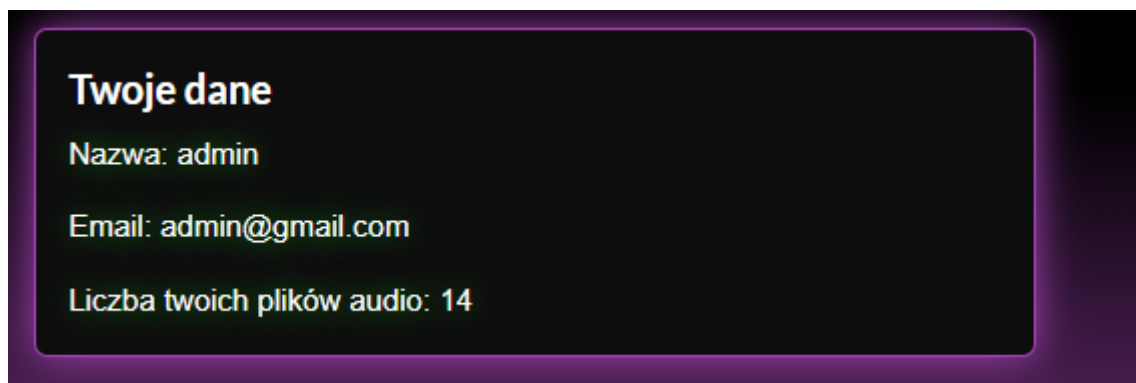 Twoje dane
Nazwa: admin
Email: admin@gmail.com
Liczba twoich plików audio: 14